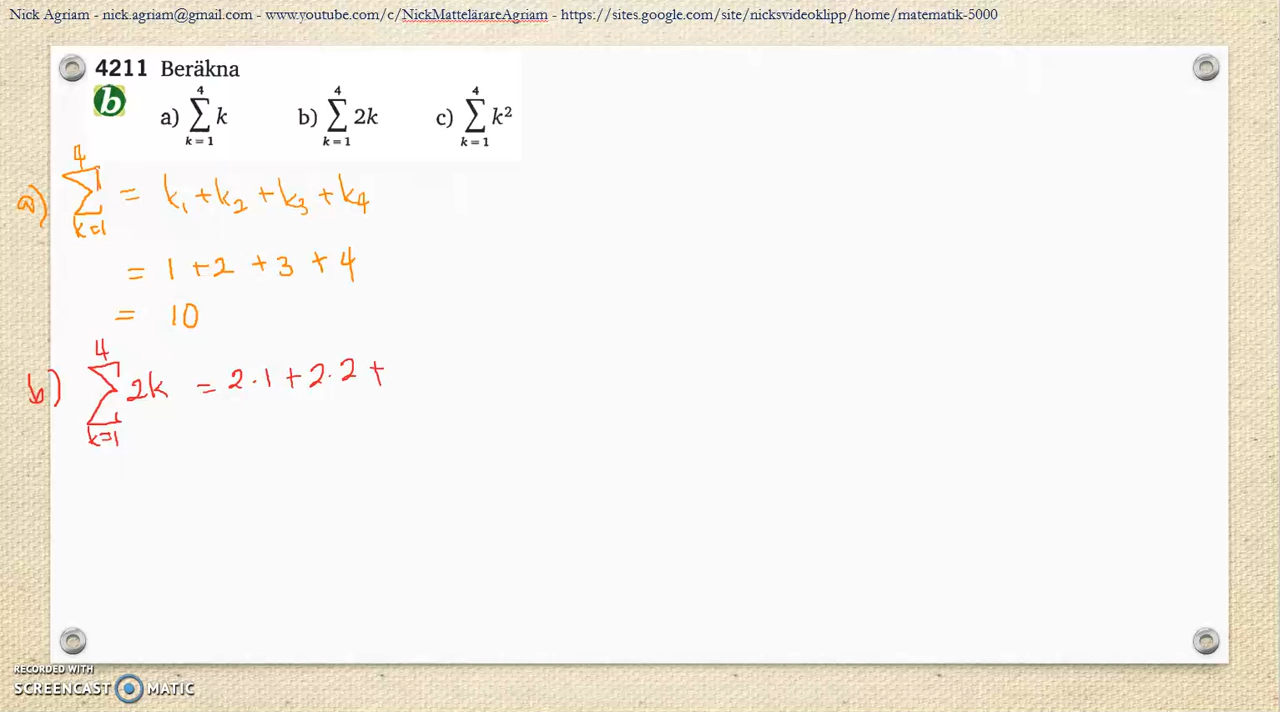 Nick Agriam - nick.agriam@gmail.com - www.youtube.com/c/NickMattelärareAgriam - https://sites.google.com/site/nicksvideoklipp/home/matematik-5000
4211 Beräkna
b
a) 4 ∑ k=1 k b) 4 ∑ k=1 2k c) 4 ∑ k=1 k²
a) 4 ∑ k=1 = k₁ + k₂ + k₃ + k₄
= 1 + 2 + 3 + 4
= 10
b) 4 ∑ k=1 2k = 2·1 + 2·2 +
RECORDED WITH
SCREENCAST MATIC